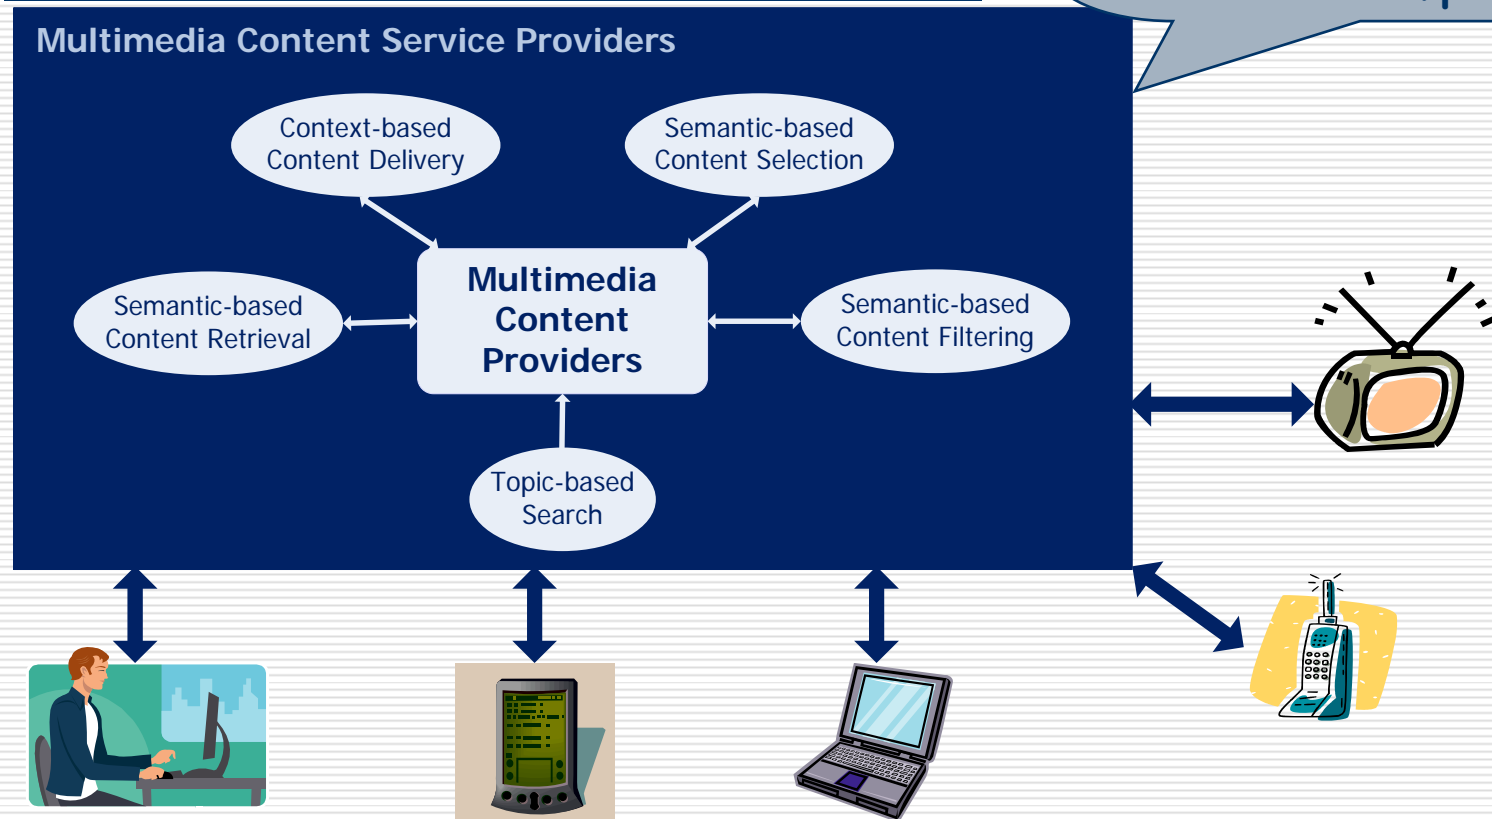 Multimedia Content Service Providers
Context-based
Content Delivery
Semantic-based
Content Selection
Semantic-based
Content Retrieval
Multimedia
Content
Providers
Semantic-based
Content Filtering
Topic-based
Search